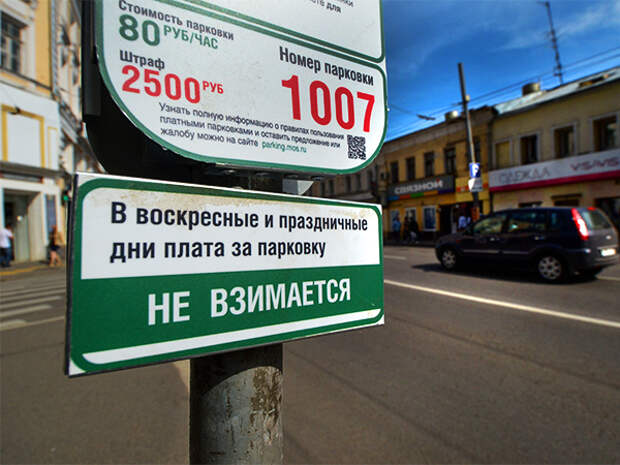 Стоимость парковки
80 РУБ/ЧАС
Штраф
2500 РУБ
Номер парковки
1007
Узнать полную информацию о правилах пользования
платными парковками и оставить предложение или
жалобу можно на сайте parking.mos.ru
В воскресные и праздничные
дни плата за парковку
НЕ ВЗИМАЕТСЯ
СВЯЗНОЙ
ОДЕЖДА
P